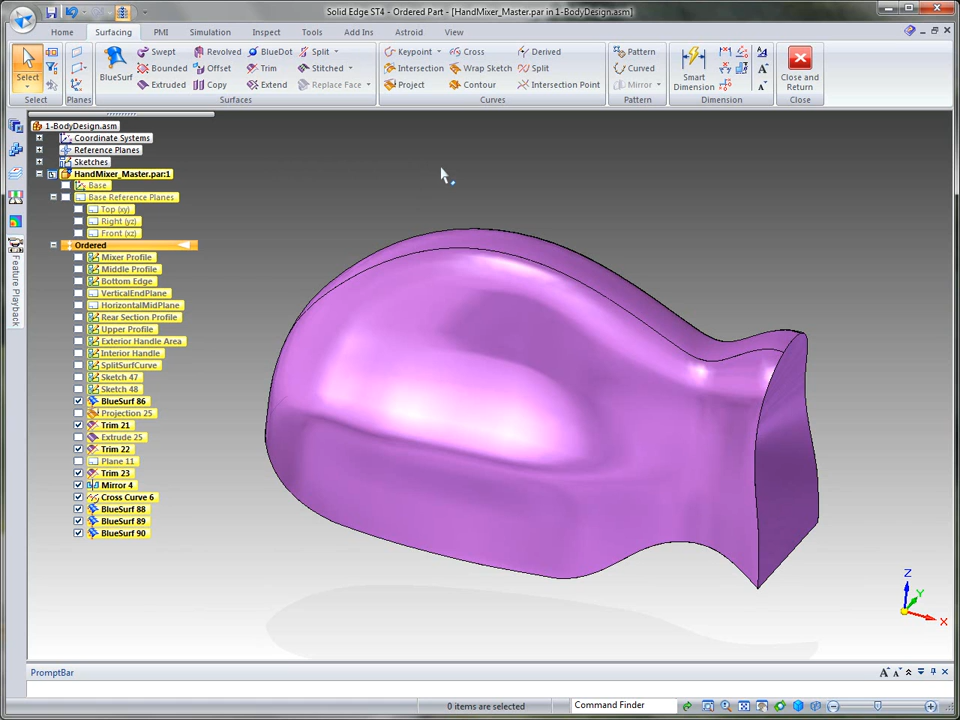 Solid Edge ST4 - Ordered Part - [HandMixer_Master.par in 1-BodyDesign.asm]
Home Surfacing PMI Simulation Inspect Tools Add Ins Astroid View
Swept Revolved BlueDot Split Keypoint Cross Derived Pattern
Select BlueSurf Bounded Offset Trim Stitched Intersection Wrap Sketch Split Curved Smart Dimension Close and Return
Extruded Copy Extend Replace Face Project Contour Intersection Point Mirror
Select Planes Surfaces Curves Pattern Dimension Close
1-BodyDesign.asm
Coordinate Systems
Reference Planes
Sketches
HandMixer_Master.par:1
Base
Base Reference Planes
Top (xy)
Right (yz)
Front (xz)
Ordered
Mixer Profile
Middle Profile
Bottom Edge
VerticalEndPlane
HorizontalMidPlane
Rear Section Profile
Upper Profile
Exterior Handle Area
Interior Handle
SplitSurfCurve
Sketch 47
Sketch 48
BlueSurf 86
Projection 25
Trim 21
Extrude 25
Trim 22
Plane 11
Trim 23
Mirror 4
Cross Curve 6
BlueSurf 88
BlueSurf 89
BlueSurf 90
Feature Playback
Z
Y
X
PromptBar
0 items are selected
Command Finder